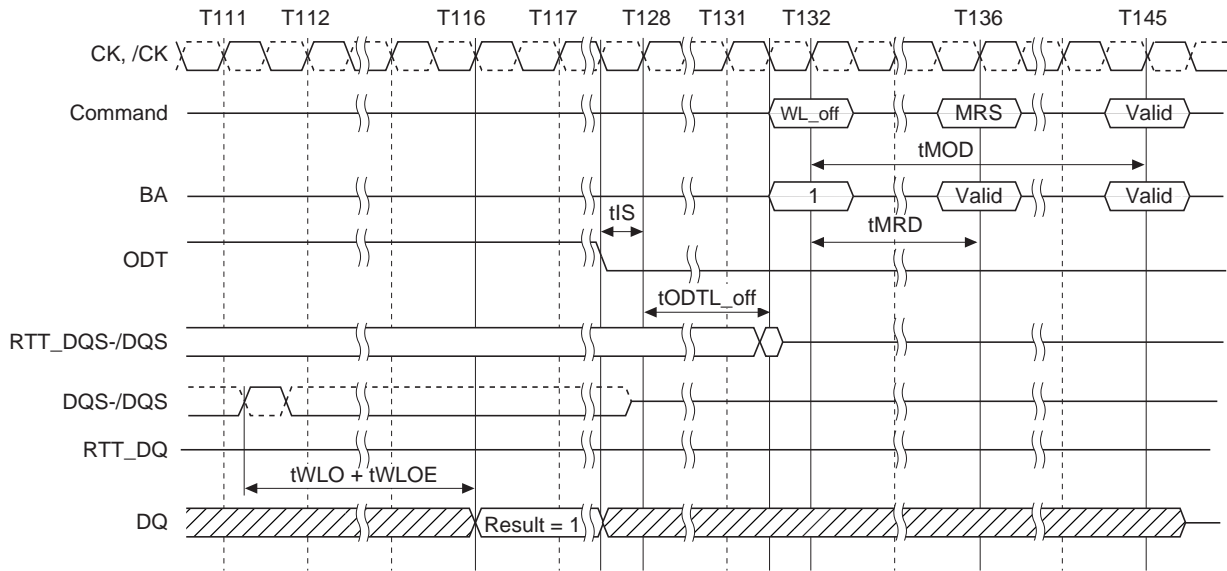 T111 T112 T116 T117 T128 T131 T132 T136 T145
CK, /CK
Command WL_off MRS Valid
tMOD
BA 1 Valid Valid
tIS
tMRD
ODT
tODTL_off
RTT_DQS-/DQS
DQS-/DQS
RTT_DQ
tWLO + tWLOE
DQ Result = 1